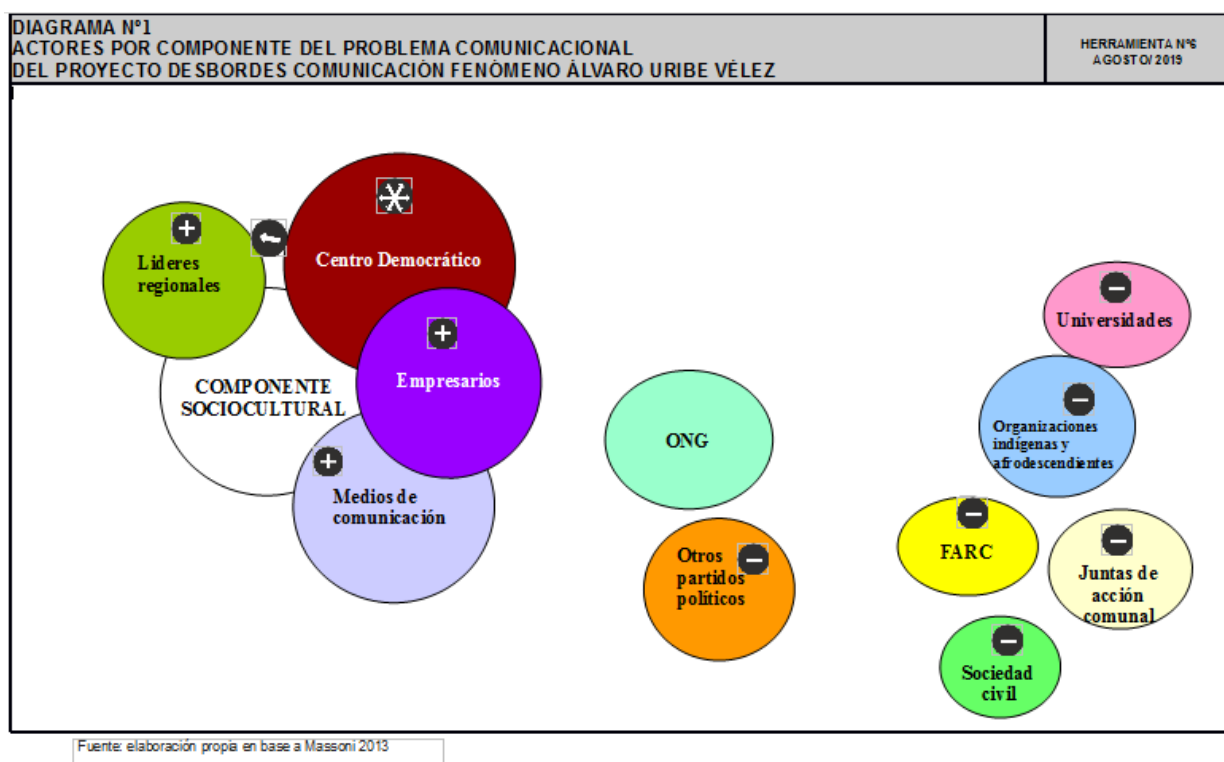 DIAGRAMA Nº1
ACTORES POR COMPONENTE DEL PROBLEMA COMUNICACIONAL
DEL PROYECTO DESBORDES COMUNICACIÓN FENÓMENO ÁLVARO URIBE VÉLEZ
HERRAMIENTA Nº6
AGOSTO/ 2019
Lideres
regionales
Centro Democrático
COMPONENTE
SOCIOCULTURAL
Empresarios
Medios de
comunicación
ONG
Otros
partidos
políticos
Universidades
Organizaciones
indígenas y
afrodescendientes
FARC
Juntas de
acción
comunal
Sociedad
civil
Fuente: elaboración propia en base a Massoni 2013